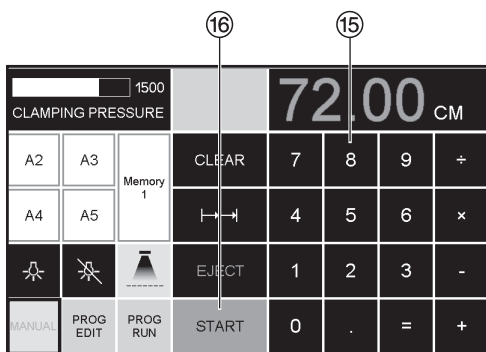 16 15
1500
CLAMPING PRESSURE
72.00 CM
A2 A3 Memory 1 CLEAR 7 8 9 ÷
A4 A5 4 5 6 ×
EJECT 1 2 3 -
MANUAL PROG EDIT PROG RUN START 0 . = +